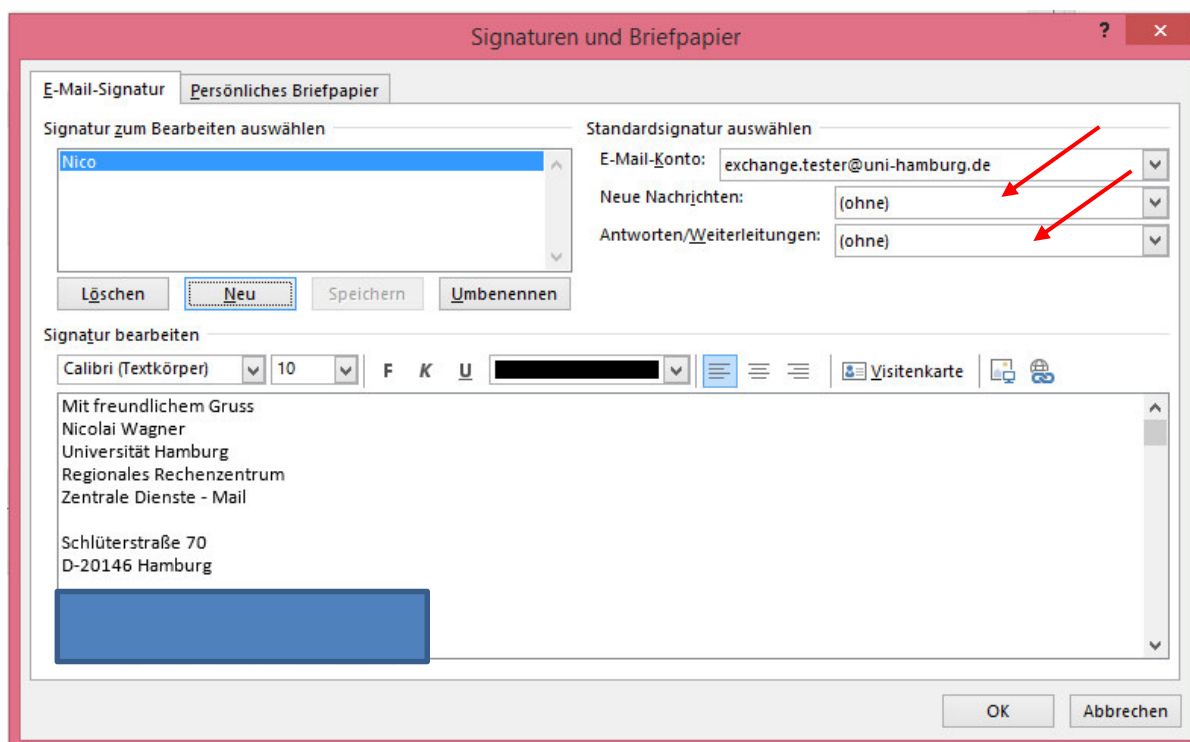 Signaturen und Briefpapier
?
E-Mail-Signatur
Persönliches Briefpapier
Signatur zum Bearbeiten auswählen
Nico
Löschen
Neu
Speichern
Umbenennen
Standardsignatur auswählen
E-Mail-Konto: exchange.tester@uni-hamburg.de
Neue Nachrichten: (ohne)
Antworten/Weiterleitungen: (ohne)
Signatur bearbeiten
Calibri (Textkörper) 10 F K U Visitenkarte
Mit freundlichem Gruss
Nicolai Wagner
Universität Hamburg
Regionales Rechenzentrum
Zentrale Dienste - Mail
Schlüterstraße 70
D-20146 Hamburg
OK
Abbrechen